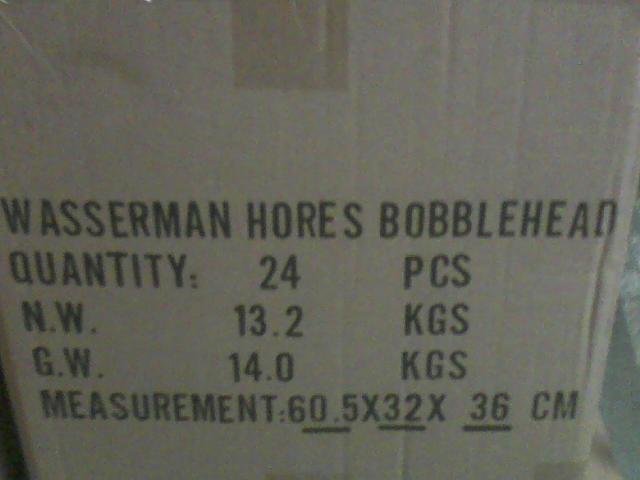 WASSERMAN HORES BOBBLEHEAD
QUANTITY: 24 PCS
N.W. 13.2 KGS
G.W. 14.0 KGS
MEASUREMENT:60.5X32X 36 CM